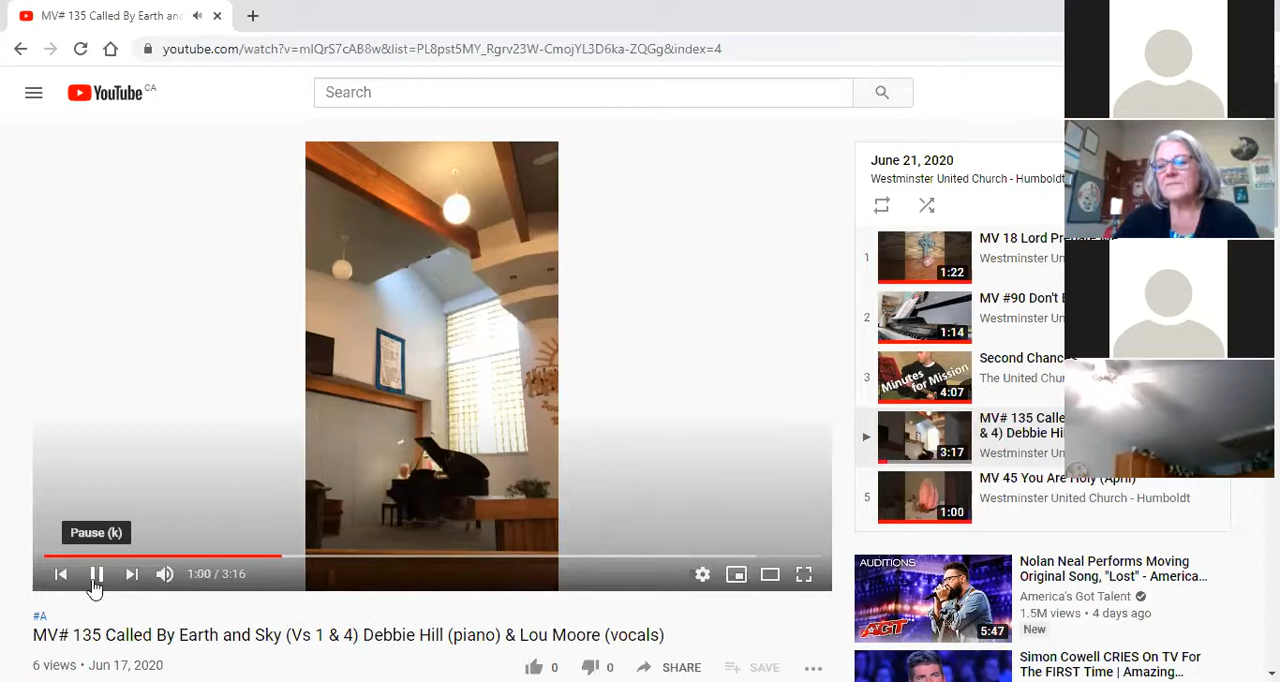 MV# 135 Called By Earth and
youtube.com/watch?v=mIQrS7cAB8w&list=PL8pst5MY_Rgrv23W-CmojYL3D6ka-ZQGg&index=4
YouTube CA
Search
June 21, 2020
Westminster United Church - Humboldt
1
1:22
MV 18 Lord Prepare Me
Westminster Un
2
1:14
MV #90 Don't
Westminster Un
3
Minutes for Mission
4:07
Second Chanc
The United Chu
3:17
MV# 135 Calle
& 4) Debbie Hil
Westminster Un
5
1:00
MV 45 You Are Holy (April)
Westminster United Church - Humboldt
Pause (k)
1:00 / 3:16
#A
MV# 135 Called By Earth and Sky (Vs 1 & 4) Debbie Hill (piano) & Lou Moore (vocals)
6 views • Jun 17, 2020
0
0
SHARE
SAVE
AUDITIONS
AGT
5:47
Nolan Neal Performs Moving
Original Song, "Lost" - America...
America's Got Talent
1.5M views • 4 days ago
New
Simon Cowell CRIES On TV For
The FIRST Time | Amazing...